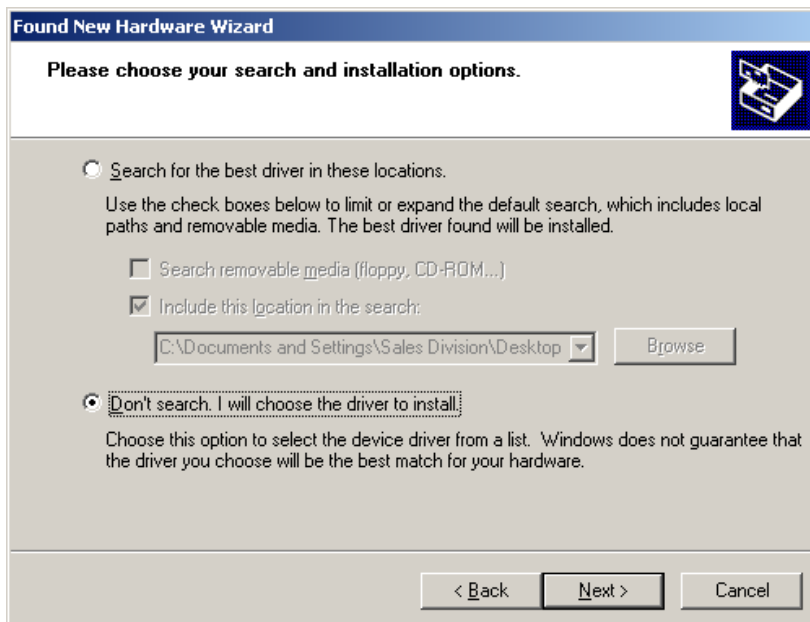 Found New Hardware Wizard
Please choose your search and installation options.
Search for the best driver in these locations.
Use the check boxes below to limit or expand the default search, which includes local
paths and removable media. The best driver found will be installed.
Search removable media (floppy, CD-ROM...)
Include this location in the search:
C:\Documents and Settings\Sales Division\Desktop
Browse
Don't search. I will choose the driver to install.
Choose this option to select the device driver from a list. Windows does not guarantee that
the driver you choose will be the best match for your hardware.
< Back
Next >
Cancel